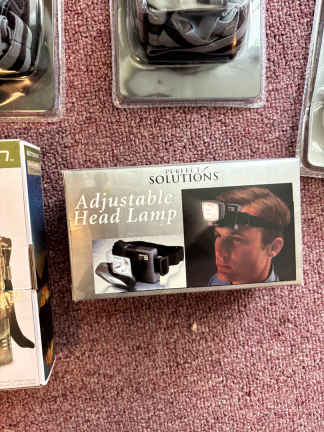 PERFECT
SOLUTIONS
Adjustable
Head Lamp